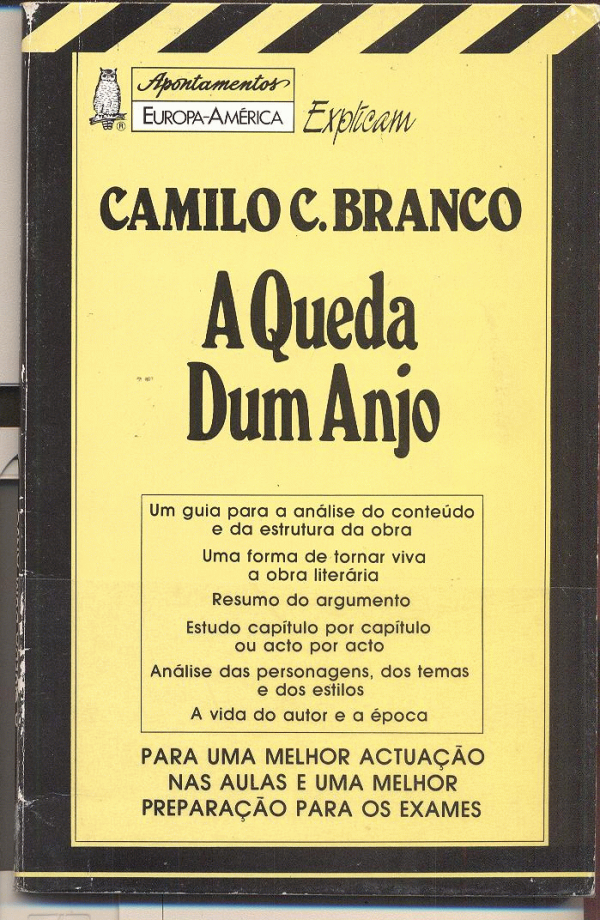 Apontamentos
EUROPA-AMÉRICA
Explicam
®
CAMILO C. BRANCO
A Queda
Dum Anjo
Um guia para a análise do conteúdo
e da estrutura da obra
Uma forma de tornar viva
a obra literária
Resumo do argumento
Estudo capítulo por capítulo
ou acto por acto
Análise das personagens, dos temas
e dos estilos
A vida do autor e a época
PARA UMA MELHOR ACTUAÇÃO
NAS AULAS E UMA MELHOR
PREPARAÇÃO PARA OS EXAMES